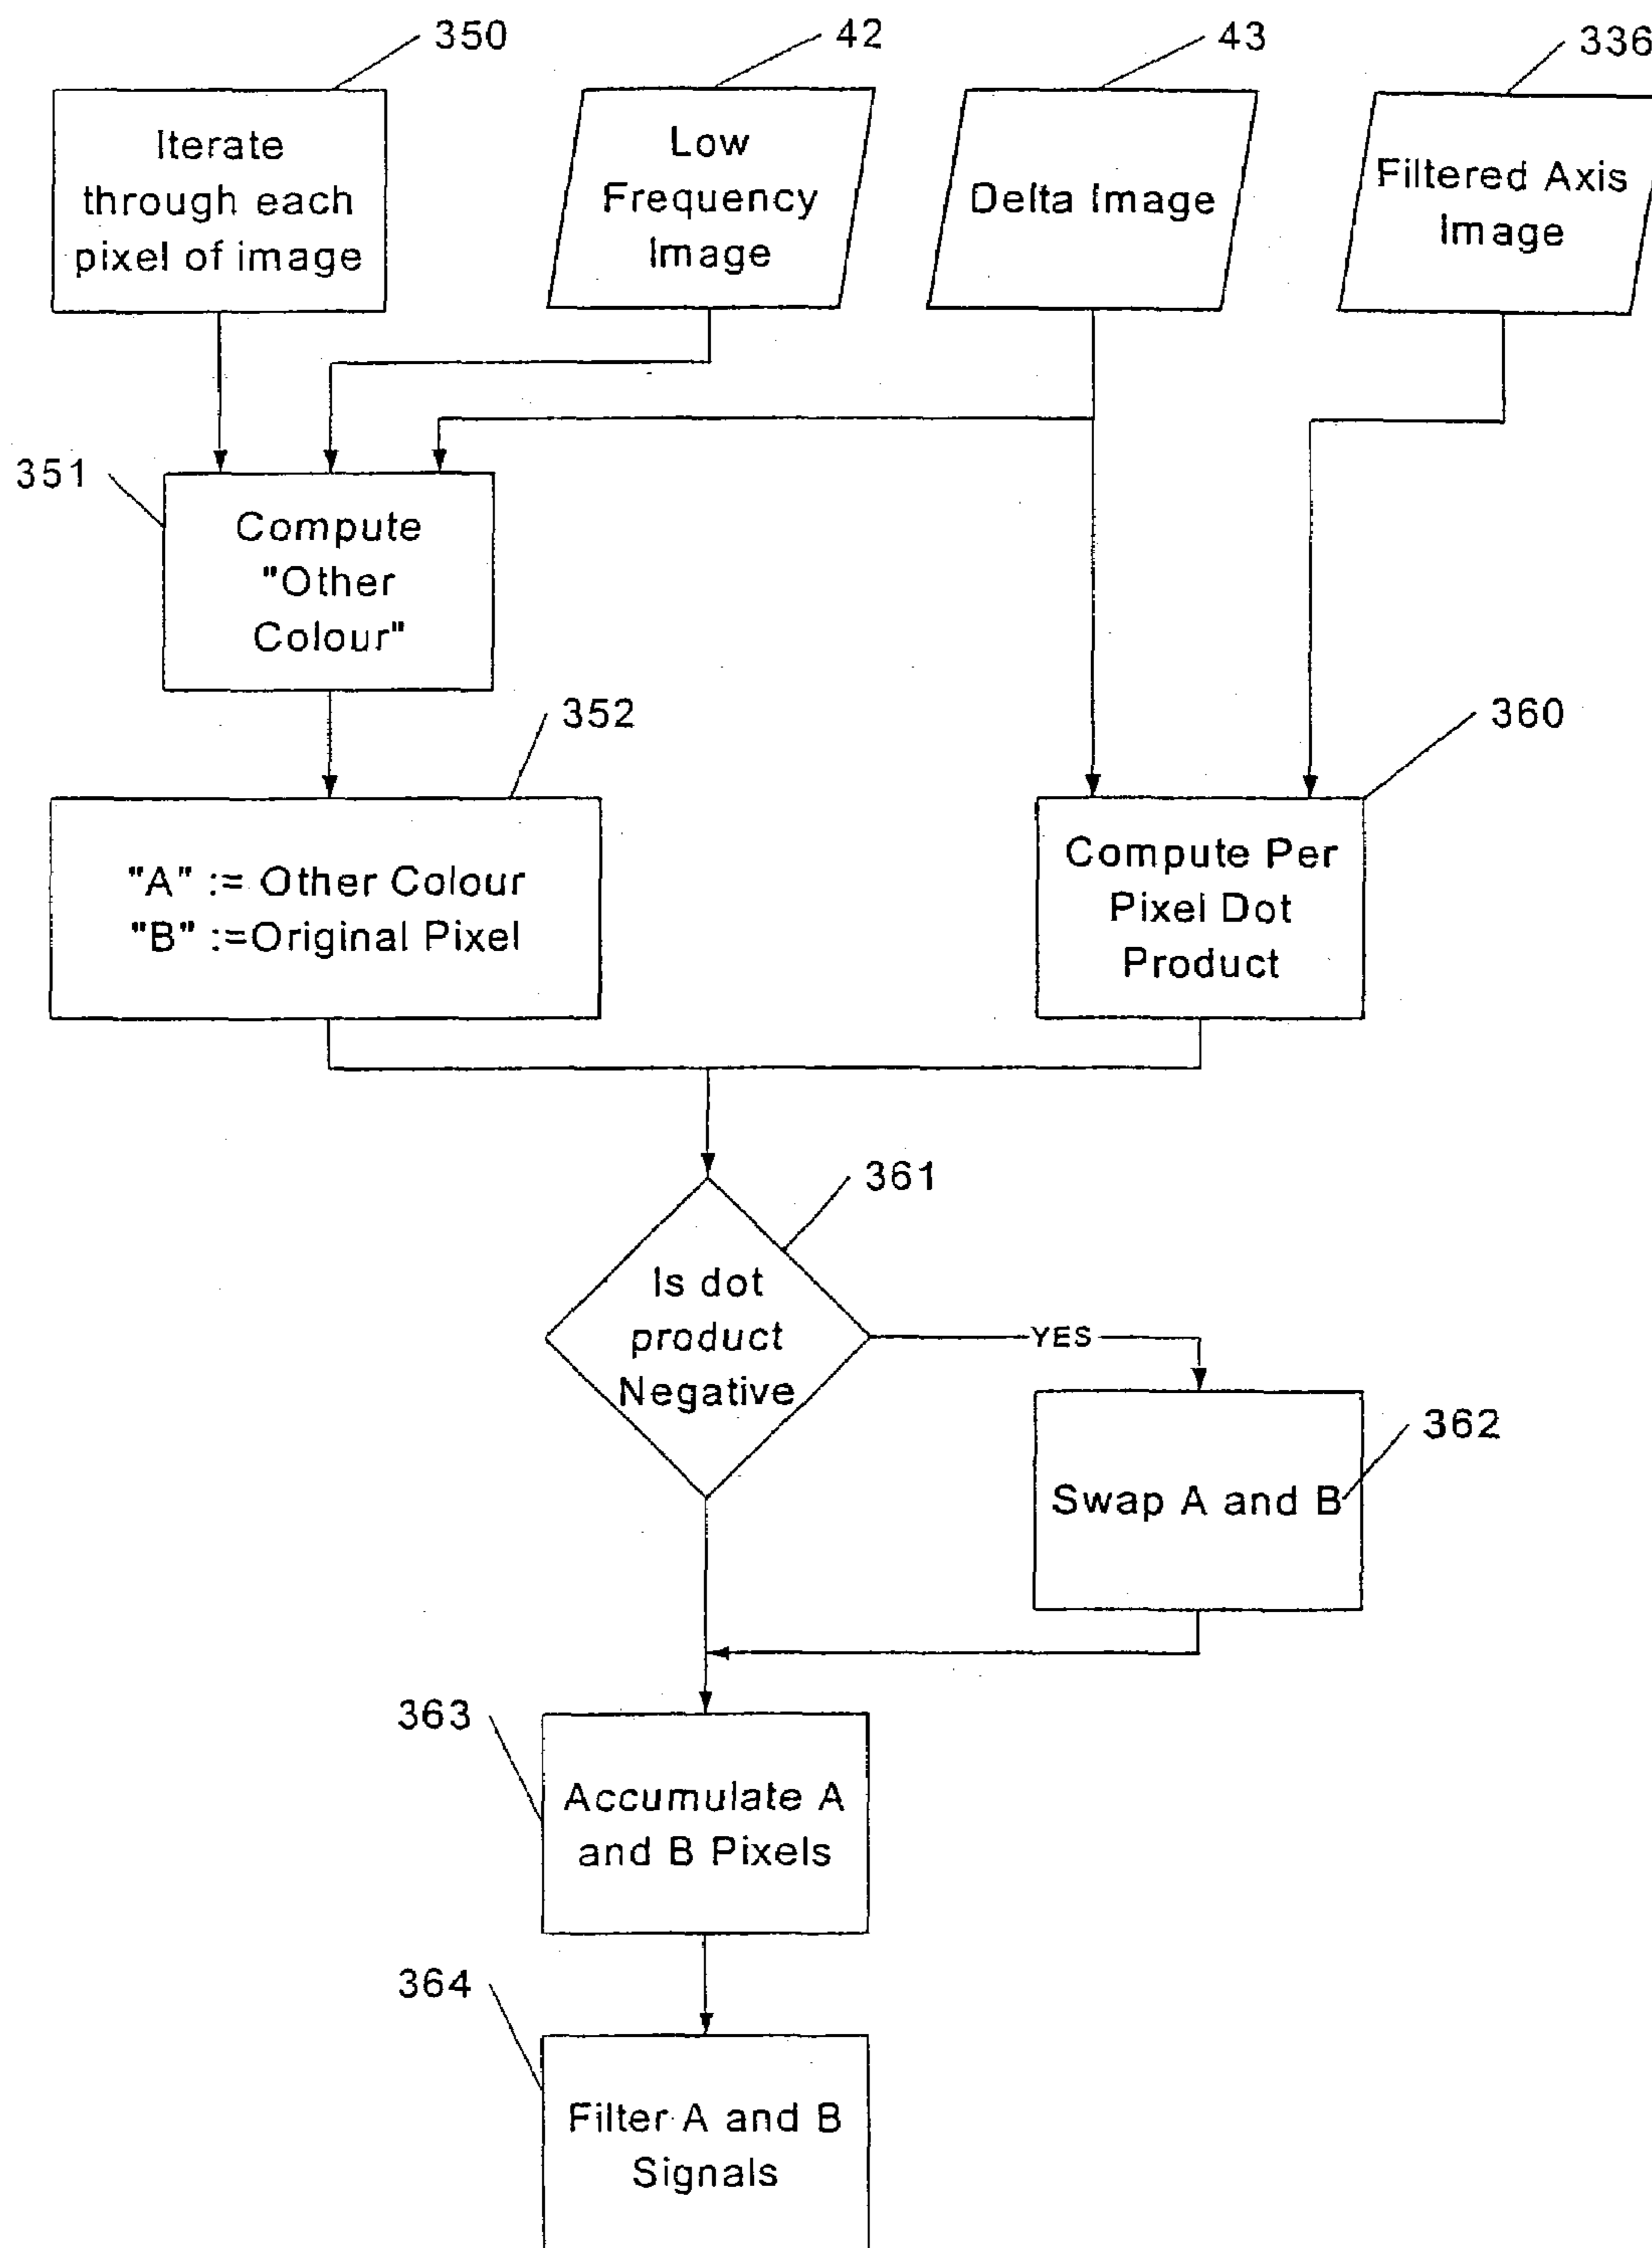 350
42
43
336
Iterate
through each
pixel of image
Low
Frequency
Image
Delta Image
Filtered Axis
Image
351
Compute
"Other
Colour"
352
360
"A" := Other Colour
"B" :=Original Pixel
Compute Per
Pixel Dot
Product
361
Is dot
product
Negative
YES
362
Swap A and B
363
Accumulate A
and B Pixels
364
Filter A and B
Signals